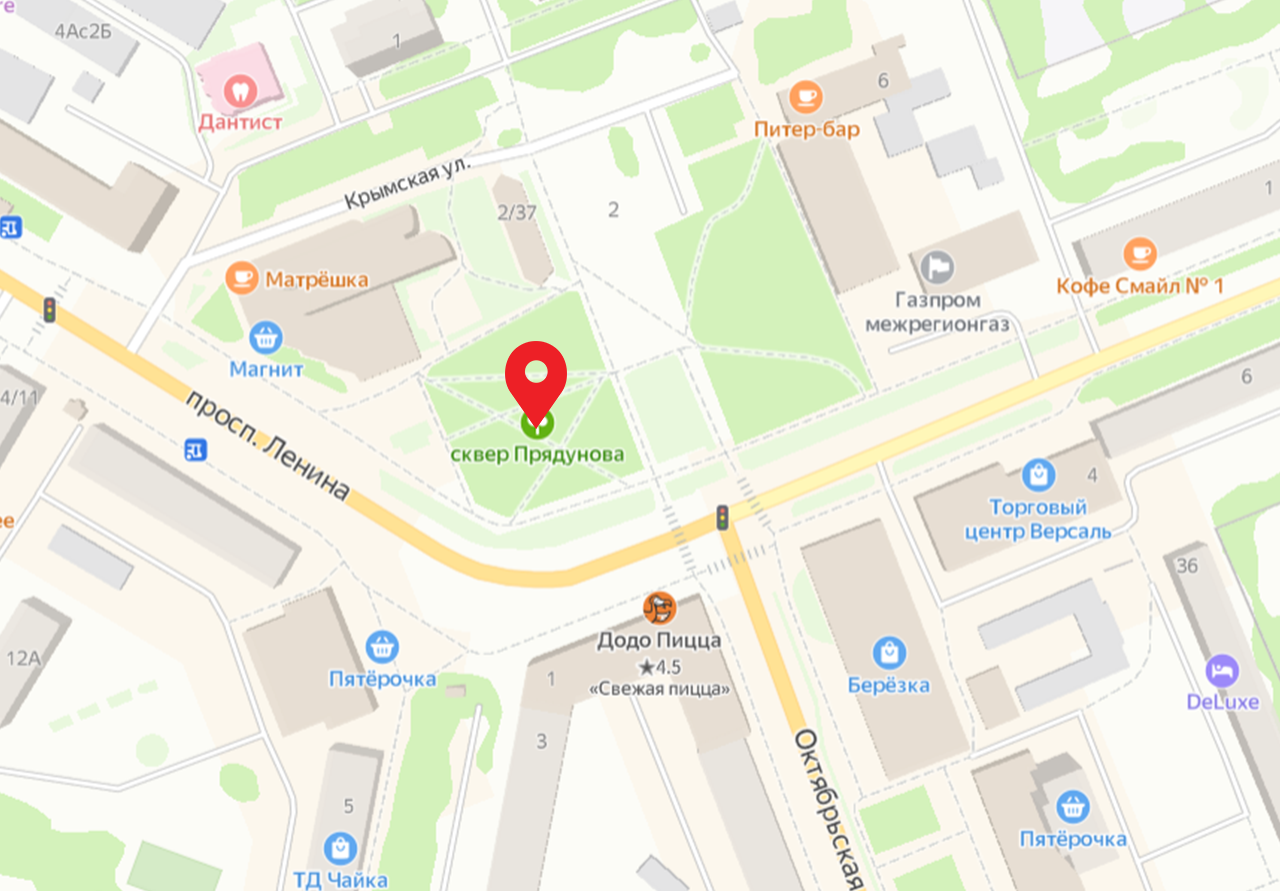 4Ас2Б
1
Дантист
6
Питер-бар
Крымская ул.
2/37
2
1
Матрёшка
Кофе Смайл № 1
Газпром
межрегионгаз
Магнит
4/11
просп. Ленина
сквер Прядунова
6
4
Торговый
центр Версаль
36
12А
Пятёрочка
Додо Пицца
★4.5
«Свежая пицца»
1
3
Берёзка
DeLuxe
Октябрьская
5
ТД Чайка
Пятёрочка